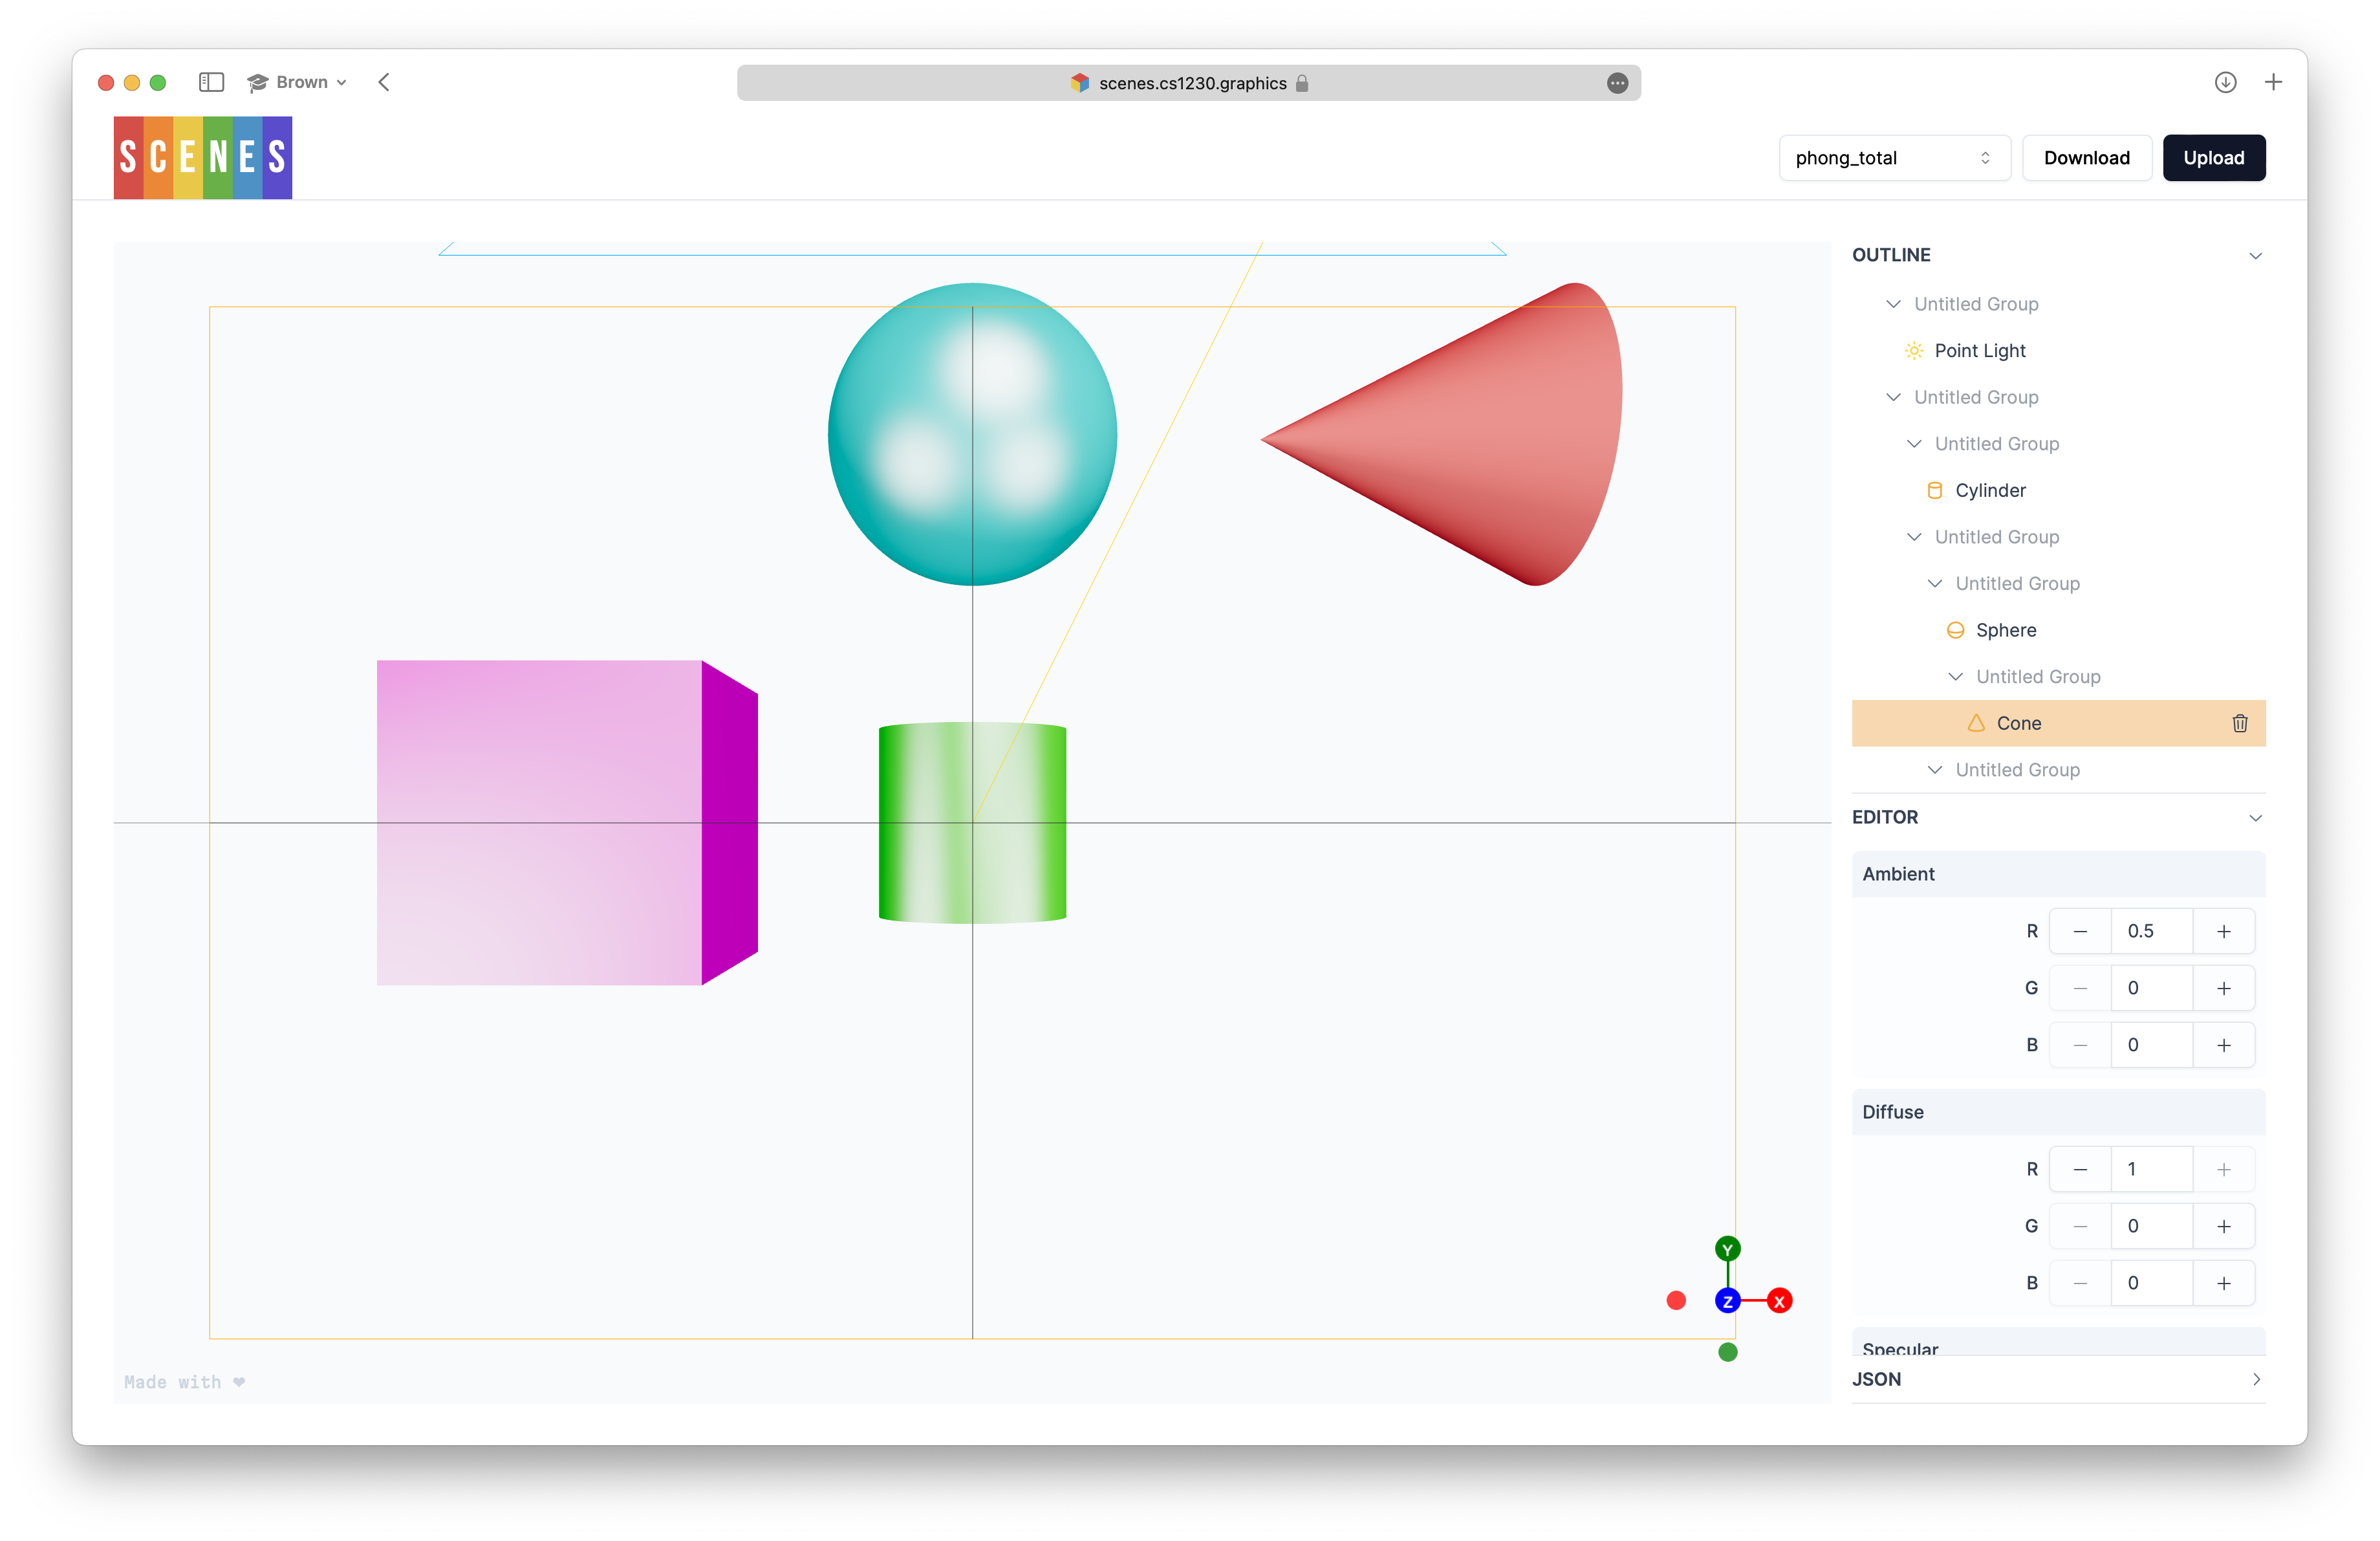 Brown
scenes.cs1230.graphics
SCENES
phong_total
Download
Upload
OUTLINE
Untitled Group
Point Light
Untitled Group
Untitled Group
Cylinder
Untitled Group
Untitled Group
Sphere
Untitled Group
Cone
Untitled Group
EDITOR
Ambient
R 0.5
G 0
B 0
Diffuse
R 1
G 0
B 0
Specular
JSON
Y
Z X
Made with ❤